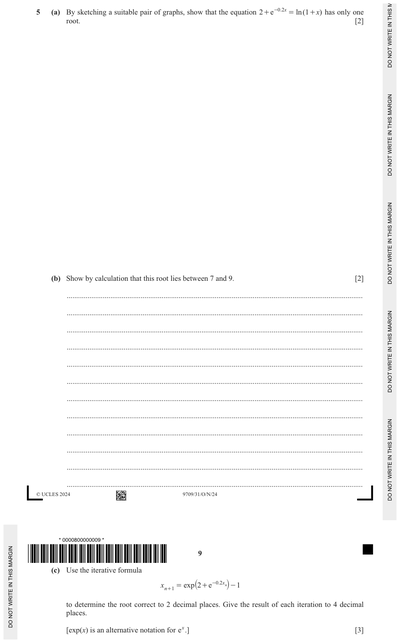 5 (a) By sketching a suitable pair of graphs, show that the equation 2 + e^{−0.2x} = ln(1 + x) has only one
root. [2]
DO NOT WRITE IN THIS MARGIN
DO NOT WRITE IN THIS MARGIN
DO NOT WRITE IN THIS MARGIN
DO NOT WRITE IN THIS MARGIN
DO NOT WRITE IN THIS MARGIN
(b) Show by calculation that this root lies between 7 and 9. [2]
© UCLES 2024 9709/31/O/N/24
DO NOT WRITE IN THIS MARGIN
* 0000800000009 *
9
(c) Use the iterative formula
x_{n+1} = exp(2 + e^{−0.2x_n}) − 1
to determine the root correct to 2 decimal places. Give the result of each iteration to 4 decimal
places.
[exp(x) is an alternative notation for e^x.] [3]